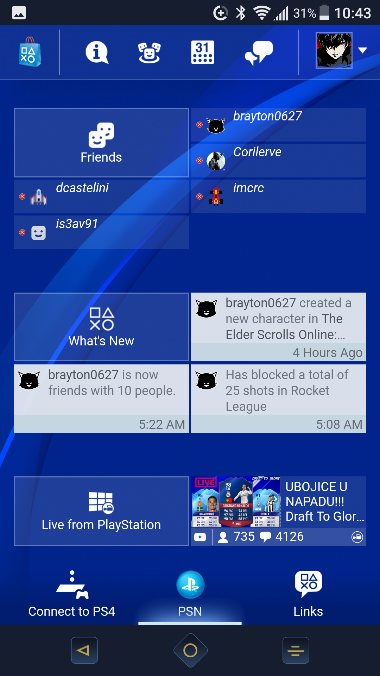 31% 10:43
31
Friends
brayton0627
Corilerve
dcastelini
imcrc
is3av91
What's New
brayton0627 created a
new character in The
Elder Scrolls Online:...
4 Hours Ago
brayton0627 is now
friends with 10 people.
5:22 AM
Has blocked a total of
25 shots in Rocket
League
5:08 AM
Live from PlayStation
LIVE
UBOJICE U
NAPADU!!!
Draft To Glor...
735 4126
Connect to PS4
PSN
Links